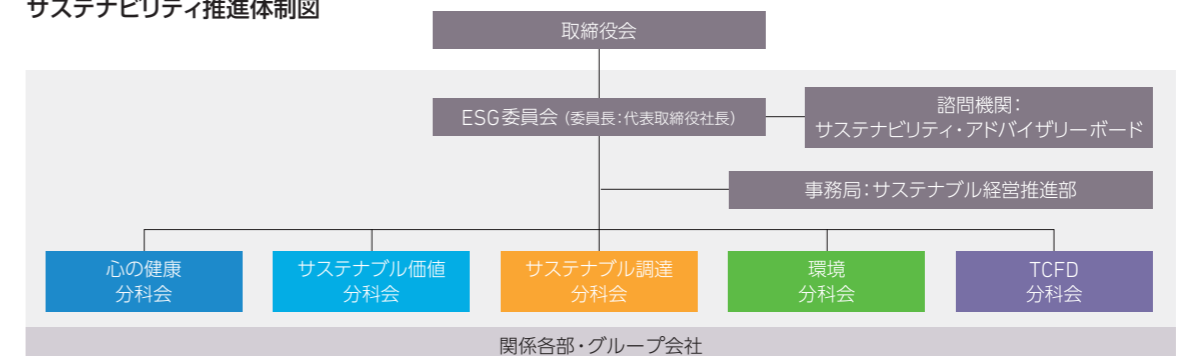 サステナビリティ推進体制図
取締役会
ESG委員会（委員長：代表取締役社長）
諮問機関：
サステナビリティ・アドバイザリーボード
事務局：サステナブル経営推進部
心の健康
分科会
サステナブル価値
分科会
サステナブル調達
分科会
環境
分科会
TCFD
分科会
関係各部・グループ会社